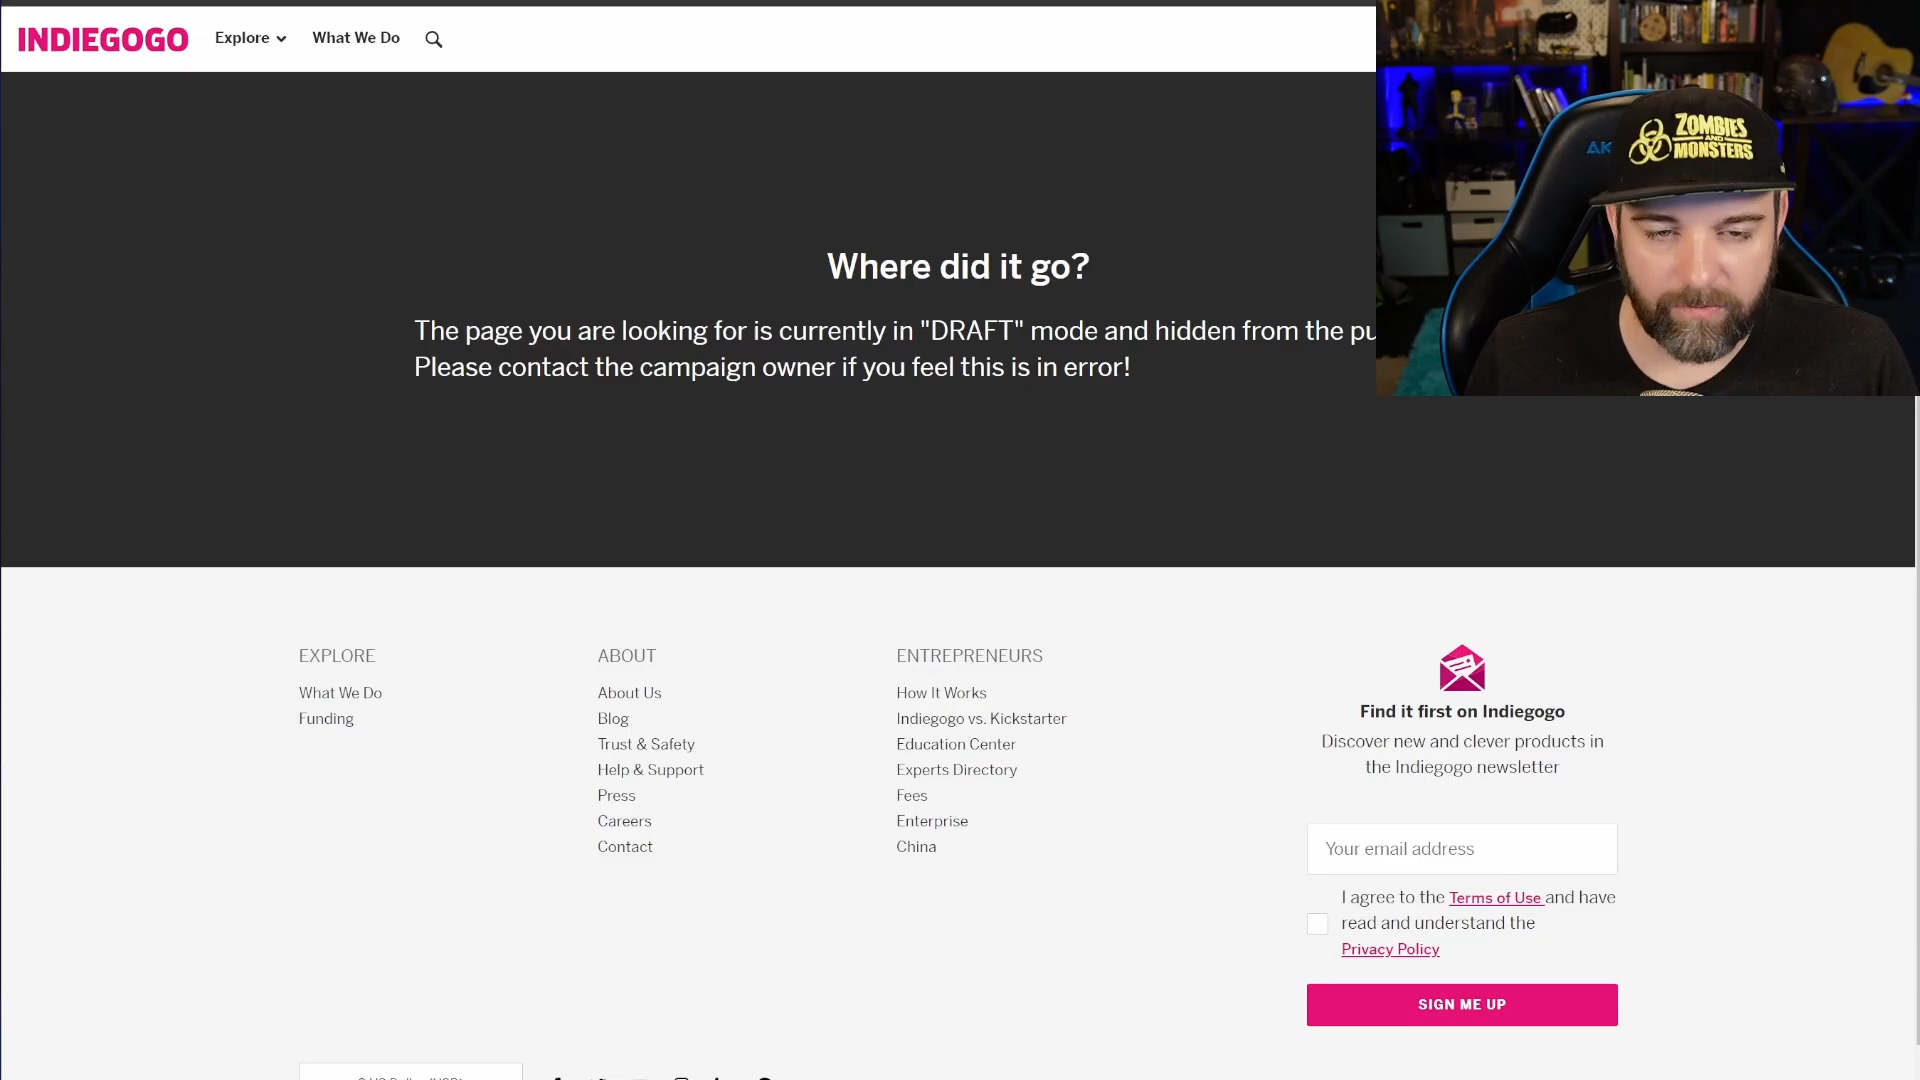 INDIEGOGO Explore What We Do
ZOMBIES
AND
MONSTERS
AK
Where did it go?
The page you are looking for is currently in "DRAFT" mode and hidden from the pu
Please contact the campaign owner if you feel this is in error!
EXPLORE
What We Do
Funding
ABOUT
About Us
Blog
Trust & Safety
Help & Support
Press
Careers
Contact
ENTREPRENEURS
How It Works
Indiegogo vs. Kickstarter
Education Center
Experts Directory
Fees
Enterprise
China
Find it first on Indiegogo
Discover new and clever products in
the Indiegogo newsletter
Your email address
I agree to the Terms of Use and have
read and understand the
Privacy Policy
SIGN ME UP